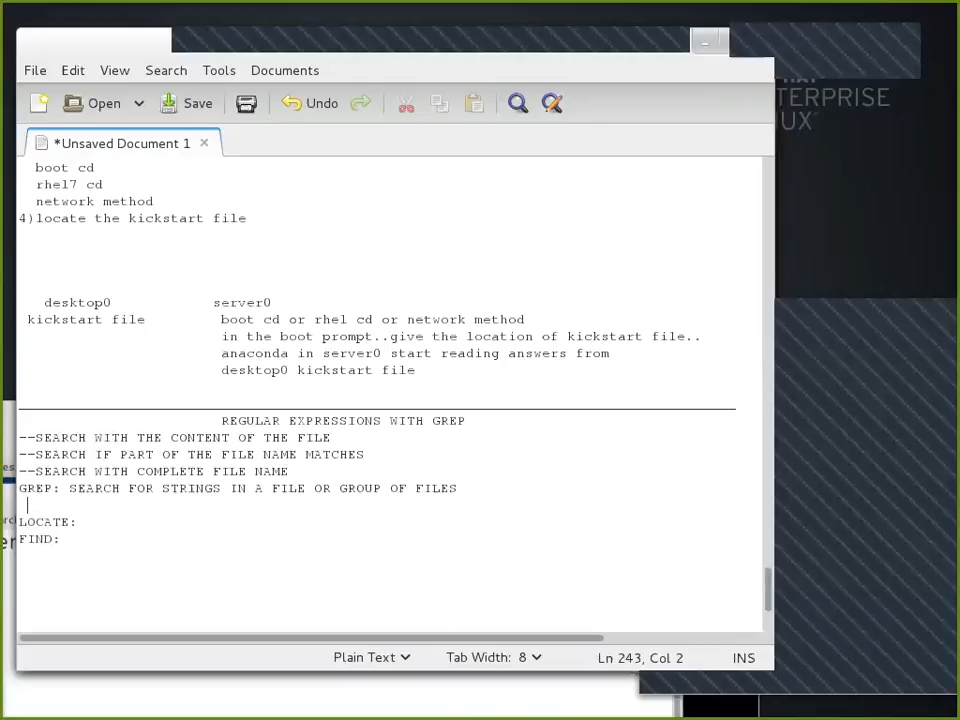 File Edit View Search Tools Documents
Open Save Undo
*Unsaved Document 1
TERPRISE
boot cd
rhel7 cd
network method
4)locate the kickstart file
desktop0 server0
kickstart file boot cd or rhel cd or network method
in the boot prompt..give the location of kickstart file..
anaconda in server0 start reading answers from
desktop0 kickstart file
REGULAR EXPRESSIONS WITH GREP
--SEARCH WITH THE CONTENT OF THE FILE
--SEARCH IF PART OF THE FILE NAME MATCHES
--SEARCH WITH COMPLETE FILE NAME
GREP: SEARCH FOR STRINGS IN A FILE OR GROUP OF FILES
LOCATE:
FIND:
Plain Text Tab Width: 8 Ln 243, Col 2 INS